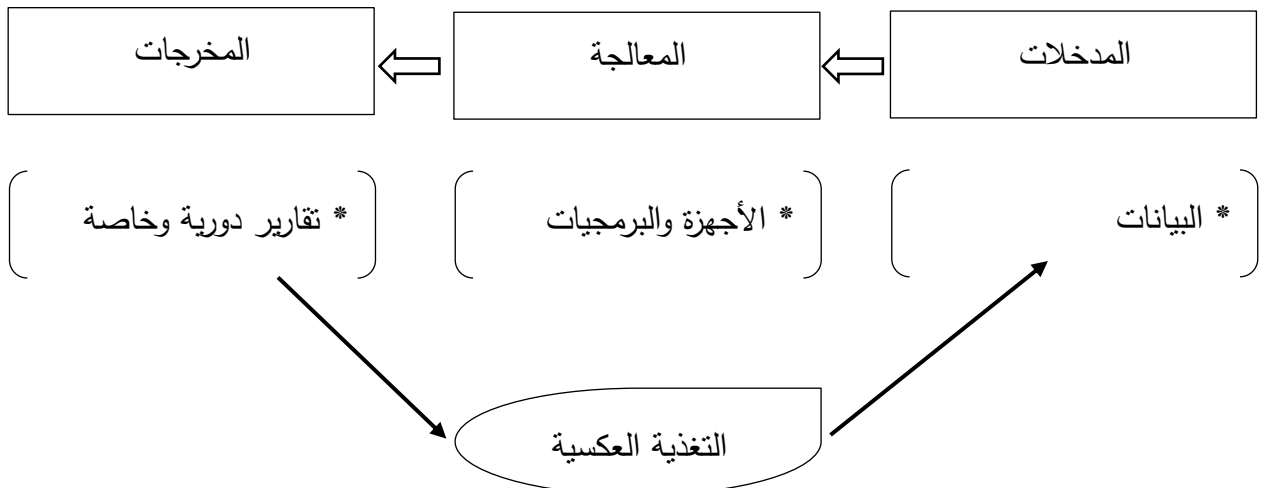 المدخلات
المعالجة
المخرجات
* البيانات
* الأجهزة والبرمجيات
* تقارير دورية وخاصة
التغذية العكسية